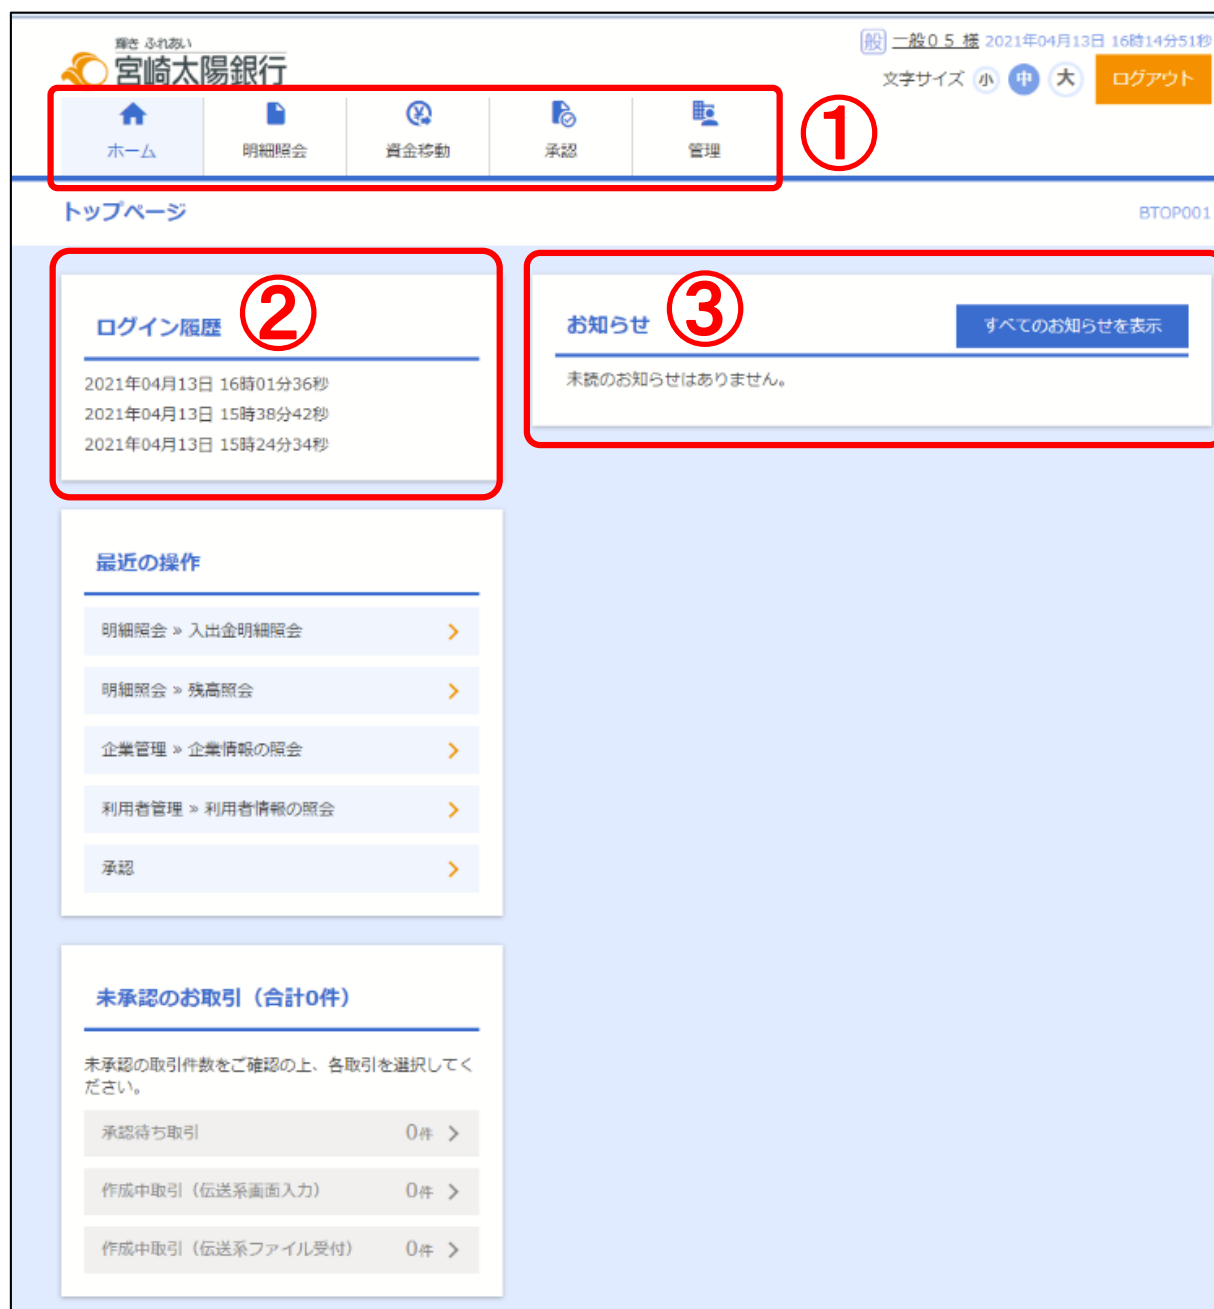 輝き ふれあい
宮崎太陽銀行
般 一般０５ 様 2021年04月13日 16時14分51秒
文字サイズ 小 中 大 ログアウト
ホーム 明細照会 資金移動 承認 管理
①
トップページ
BTOP001
ログイン履歴
②
2021年04月13日 16時01分36秒
2021年04月13日 15時38分42秒
2021年04月13日 15時24分34秒
お知らせ
③
すべてのお知らせを表示
未読のお知らせはありません。
最近の操作
明細照会 » 入出金明細照会
明細照会 » 残高照会
企業管理 » 企業情報の照会
利用者管理 » 利用者情報の照会
承認
未承認のお取引（合計0件）
未承認の取引件数をご確認の上、各取引を選択してく
ださい。
承認待ち取引 0件
作成中取引（伝送系画面入力） 0件
作成中取引（伝送系ファイル受付） 0件